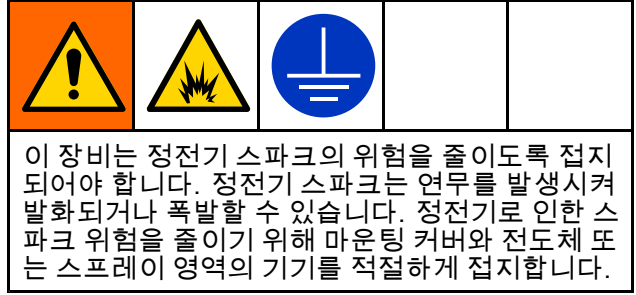 이 장비는 정전기 스파크의 위험을 줄이도록 접지
되어야 합니다. 정전기 스파크는 연무를 발생시켜
발화되거나 폭발할 수 있습니다. 정전기로 인한 스
파크 위험을 줄이기 위해 마운팅 커버와 전도체 또
는 스프레이 영역의 기기를 적절하게 접지합니다.